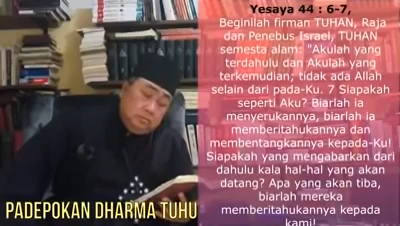 Yesaya 44 : 6-7,
Beginilah firman TUHAN, Raja
dan Penebus Israel, TUHAN
semesta alam: "Akulah yang
terdahulu dan Akulah yang
terkemudian; tidak ada Allah
selain dari pada-Ku. 7 Siapakah
seperti Aku? Biarlah ia
menyerukannya, biarlah ia
memberitahukannya dan
membentangkannya kepada-Ku!
Siapakah yang mengabarkan dari
dahulu kala hal-hal yang akan
datang? Apa yang akan tiba,
biarlah mereka
memberitahukannya kepada
kami!
PADEPOKAN DHARMA TUHU